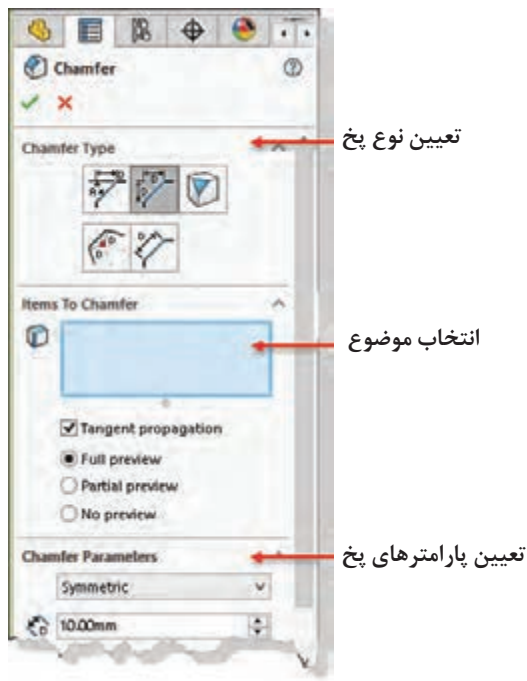 Chamfer
Chamfer Type
تعیین نوع پخ
Items To Chamfer
انتخاب موضوع
Tangent propagation
Full preview
Partial preview
No preview
Chamfer Parameters
تعیین پارامترهای پخ
Symmetric
10.00mm